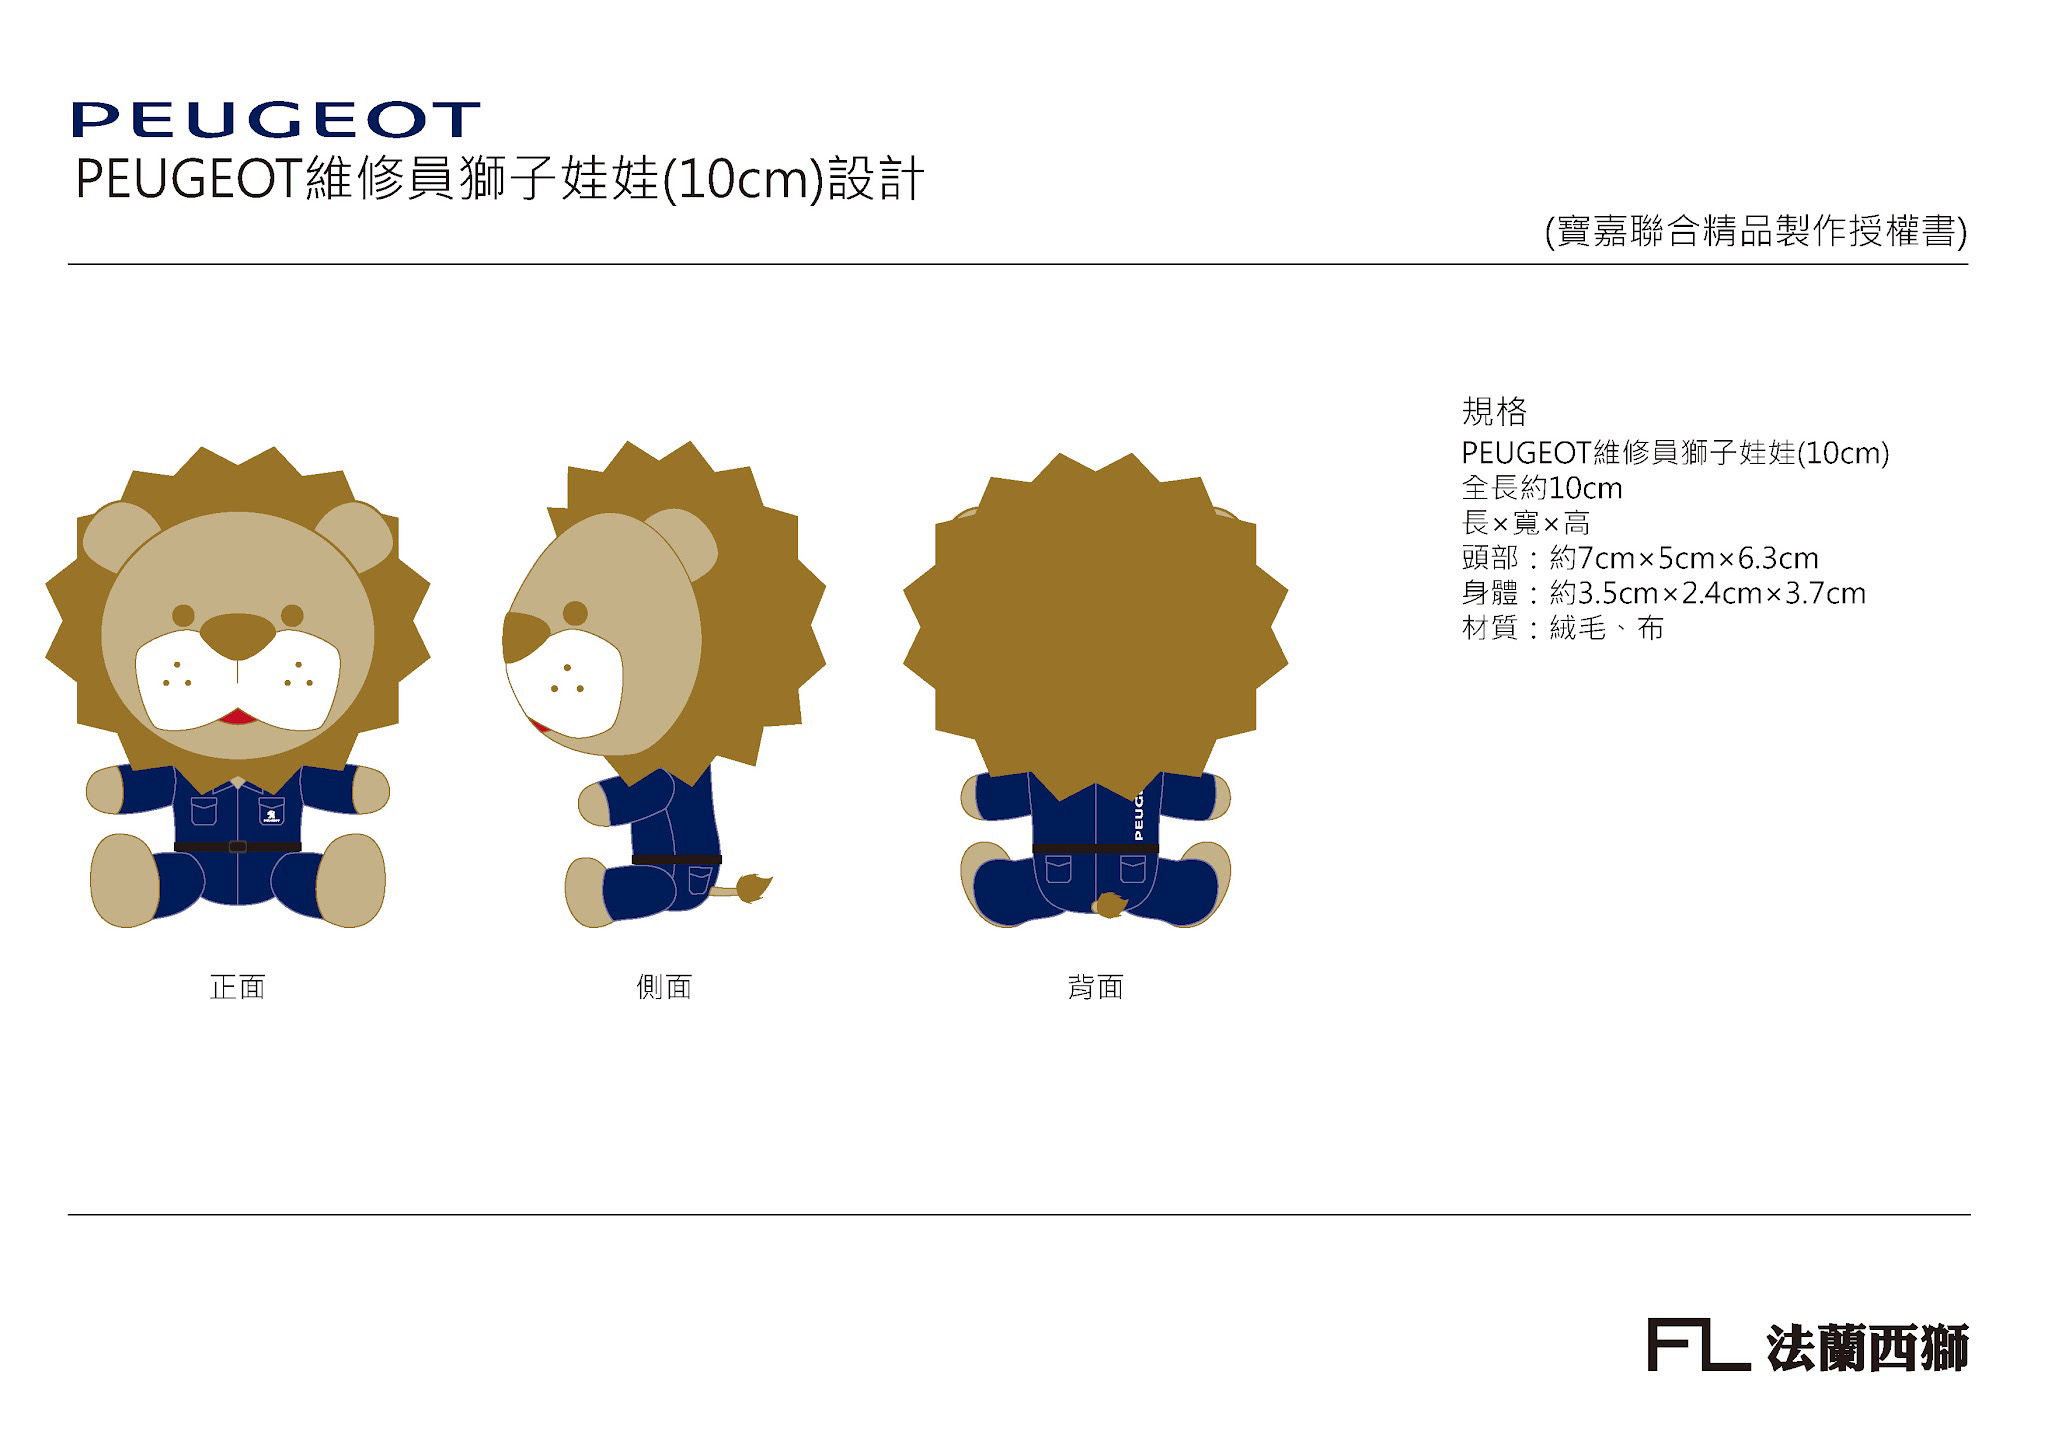 PEUGEOT
PEUGEOT維修員獅子娃娃(10cm)設計
(寶嘉聯合精品製作授權書)
規格
PEUGEOT維修員獅子娃娃(10cm)
全長約10cm
長×寬×高
頭部：約7cm×5cm×6.3cm
身體：約3.5cm×2.4cm×3.7cm
材質：絨毛、布
PEUGEOT
PEUG
正面
側面
背面
FL 法蘭西獅